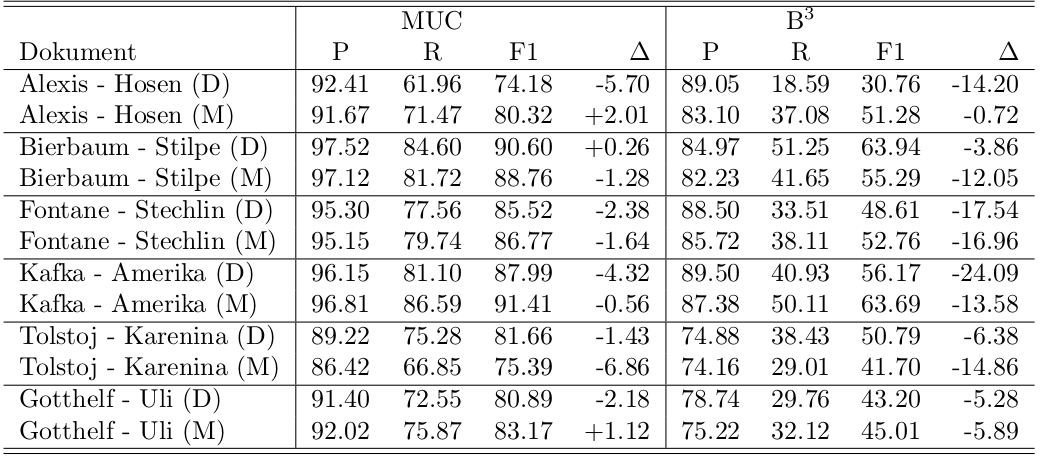 MUC B³
Dokument P R F1 Δ P R F1 Δ
Alexis - Hosen (D) 92.41 61.96 74.18 -5.70 89.05 18.59 30.76 -14.20
Alexis - Hosen (M) 91.67 71.47 80.32 +2.01 83.10 37.08 51.28 -0.72
Bierbaum - Stilpe (D) 97.52 84.60 90.60 +0.26 84.97 51.25 63.94 -3.86
Bierbaum - Stilpe (M) 97.12 81.72 88.76 -1.28 82.23 41.65 55.29 -12.05
Fontane - Stechlin (D) 95.30 77.56 85.52 -2.38 88.50 33.51 48.61 -17.54
Fontane - Stechlin (M) 95.15 79.74 86.77 -1.64 85.72 38.11 52.76 -16.96
Kafka - Amerika (D) 96.15 81.10 87.99 -4.32 89.50 40.93 56.17 -24.09
Kafka - Amerika (M) 96.81 86.59 91.41 -0.56 87.38 50.11 63.69 -13.58
Tolstoj - Karenina (D) 89.22 75.28 81.66 -1.43 74.88 38.43 50.79 -6.38
Tolstoj - Karenina (M) 86.42 66.85 75.39 -6.86 74.16 29.01 41.70 -14.86
Gotthelf - Uli (D) 91.40 72.55 80.89 -2.18 78.74 29.76 43.20 -5.28
Gotthelf - Uli (M) 92.02 75.87 83.17 +1.12 75.22 32.12 45.01 -5.89